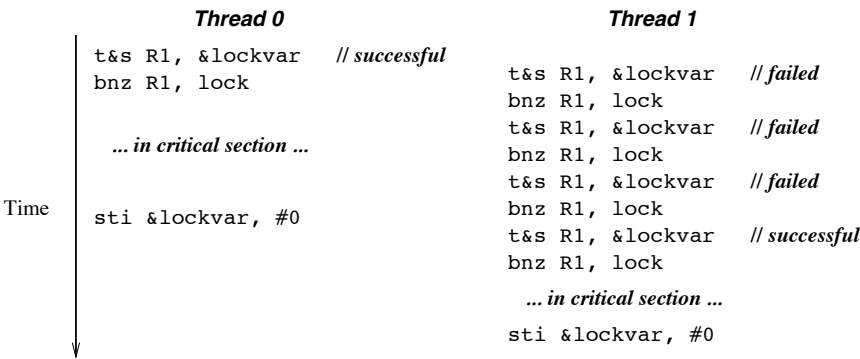 Thread 0
t&s R1, &lockvar // successful
bnz R1, lock
... in critical section ...
sti &lockvar, #0
Time
Thread 1
t&s R1, &lockvar // failed
bnz R1, lock
t&s R1, &lockvar // failed
bnz R1, lock
t&s R1, &lockvar // failed
bnz R1, lock
t&s R1, &lockvar // successful
bnz R1, lock
... in critical section ...
sti &lockvar, #0